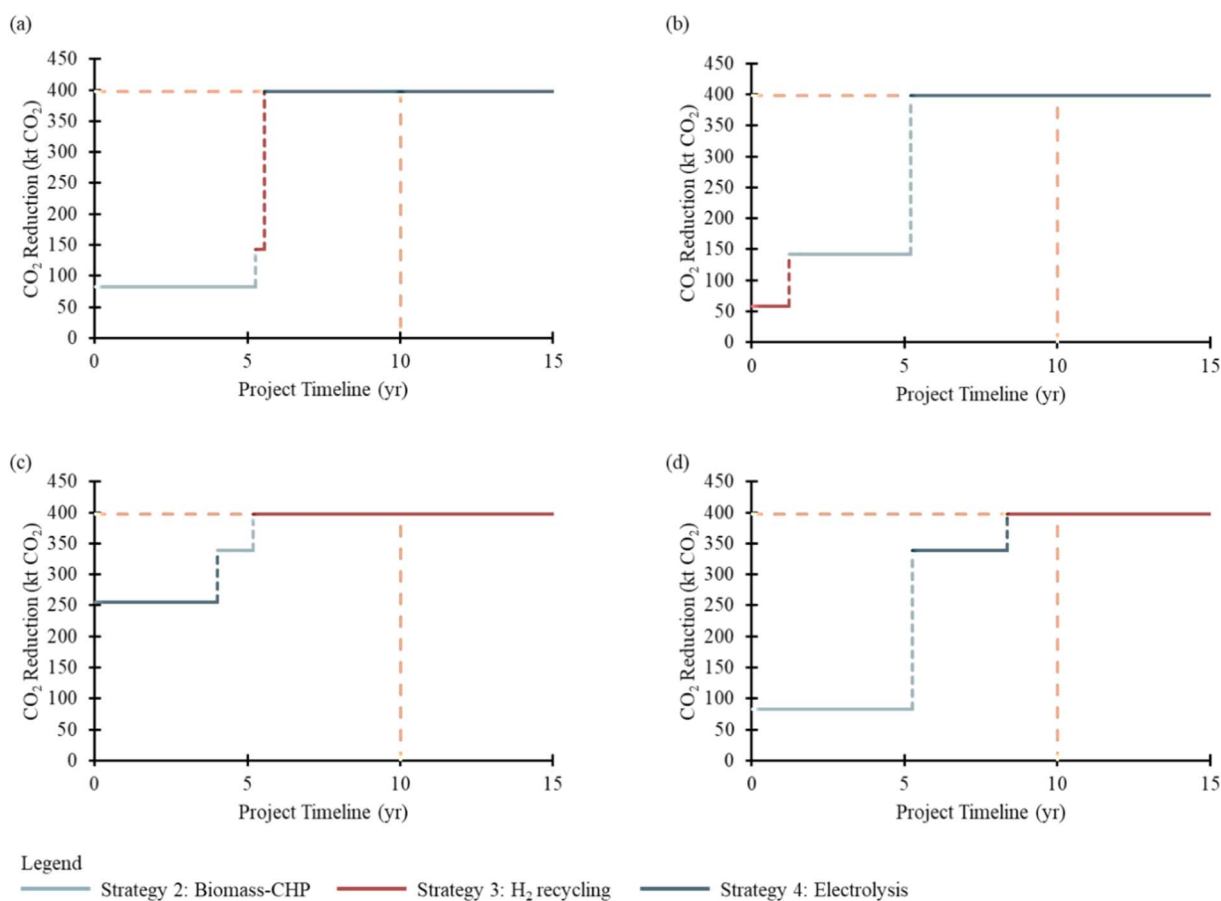 (a)
450
400
350
300
250
200
150
100
50
0
CO₂ Reduction (kt CO₂)
0 5 10 15
Project Timeline (yr)
(b)
450
400
350
300
250
200
150
100
50
0
CO₂ Reduction (kt CO₂)
0 5 10 15
Project Timeline (yr)
(c)
450
400
350
300
250
200
150
100
50
0
CO₂ Reduction (kt CO₂)
0 5 10 15
Project Timeline (yr)
(d)
450
400
350
300
250
200
150
100
50
0
CO₂ Reduction (kt CO₂)
0 5 10 15
Project Timeline (yr)
Legend
Strategy 2: Biomass-CHP Strategy 3: H₂ recycling Strategy 4: Electrolysis